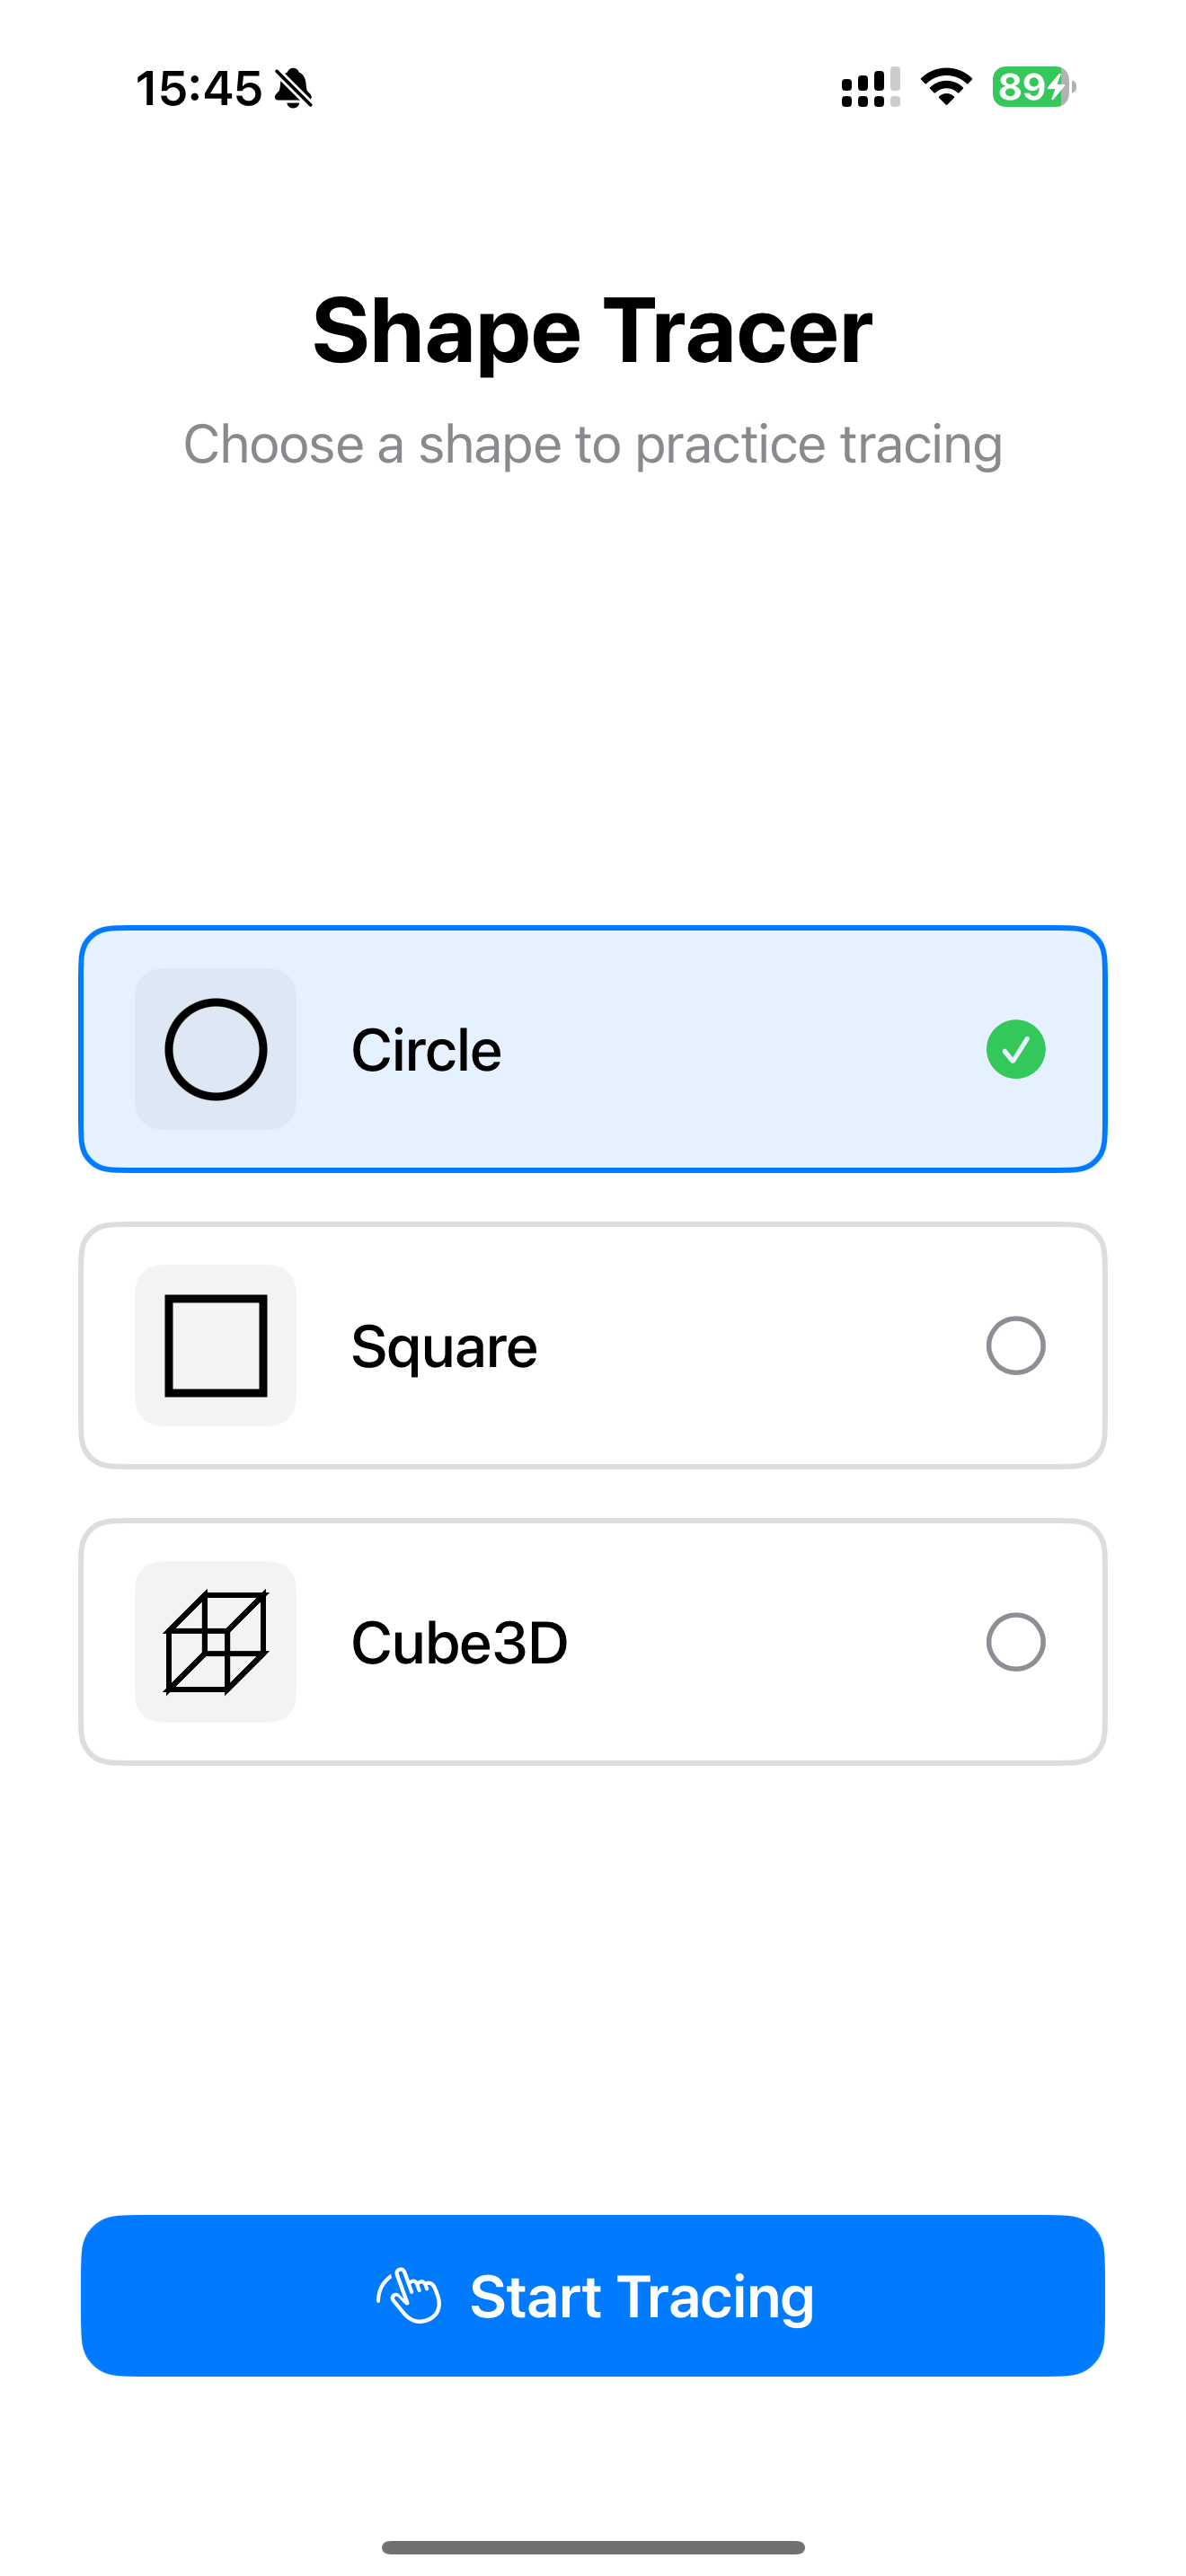 15:45
89
Shape Tracer
Choose a shape to practice tracing
Circle
Square
Cube3D
Start Tracing